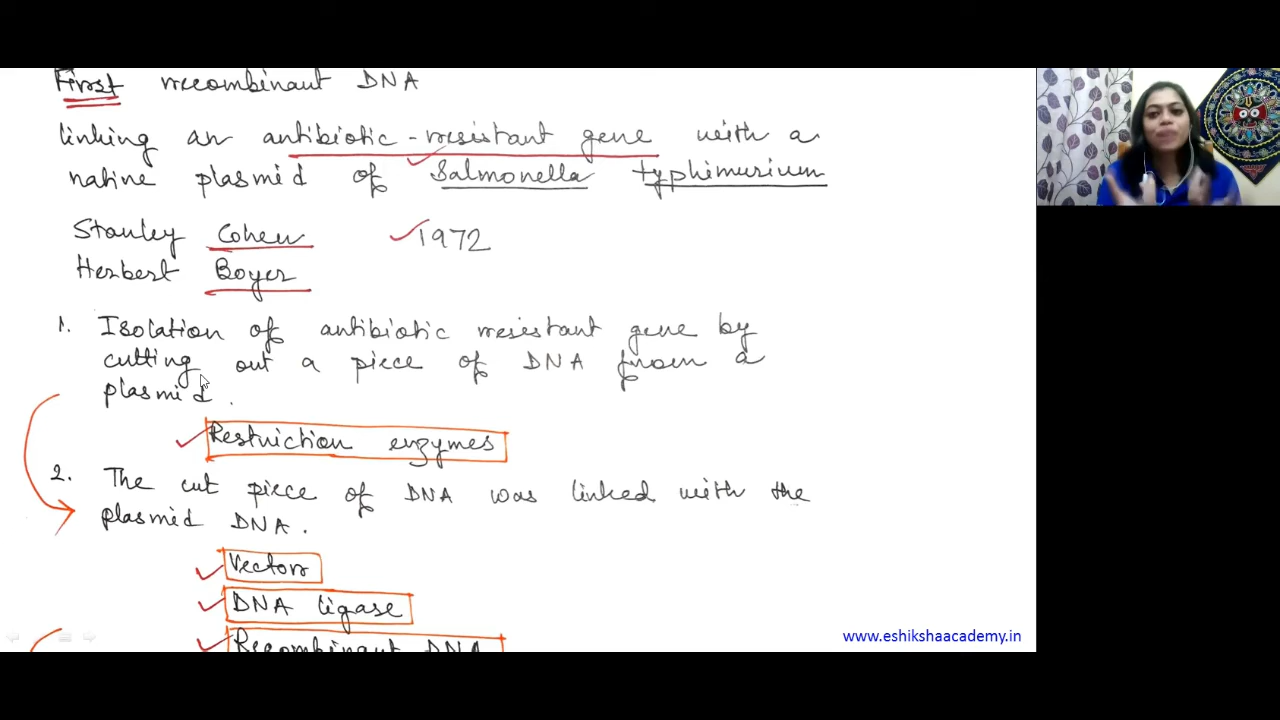 First recombinant DNA
linking an antibiotic-resistant gene with a
native plasmid of Salmonella typhimurium
Stanley Cohen 1972
Herbert Boyer
1. Isolation of antibiotic resistant gene by
cutting out a piece of DNA from a
plasmid.
Restriction enzymes
2. The cut piece of DNA was linked with the
plasmid DNA.
Vector
DNA ligase
Recombinant DNA
www.eshikshaacademy.in